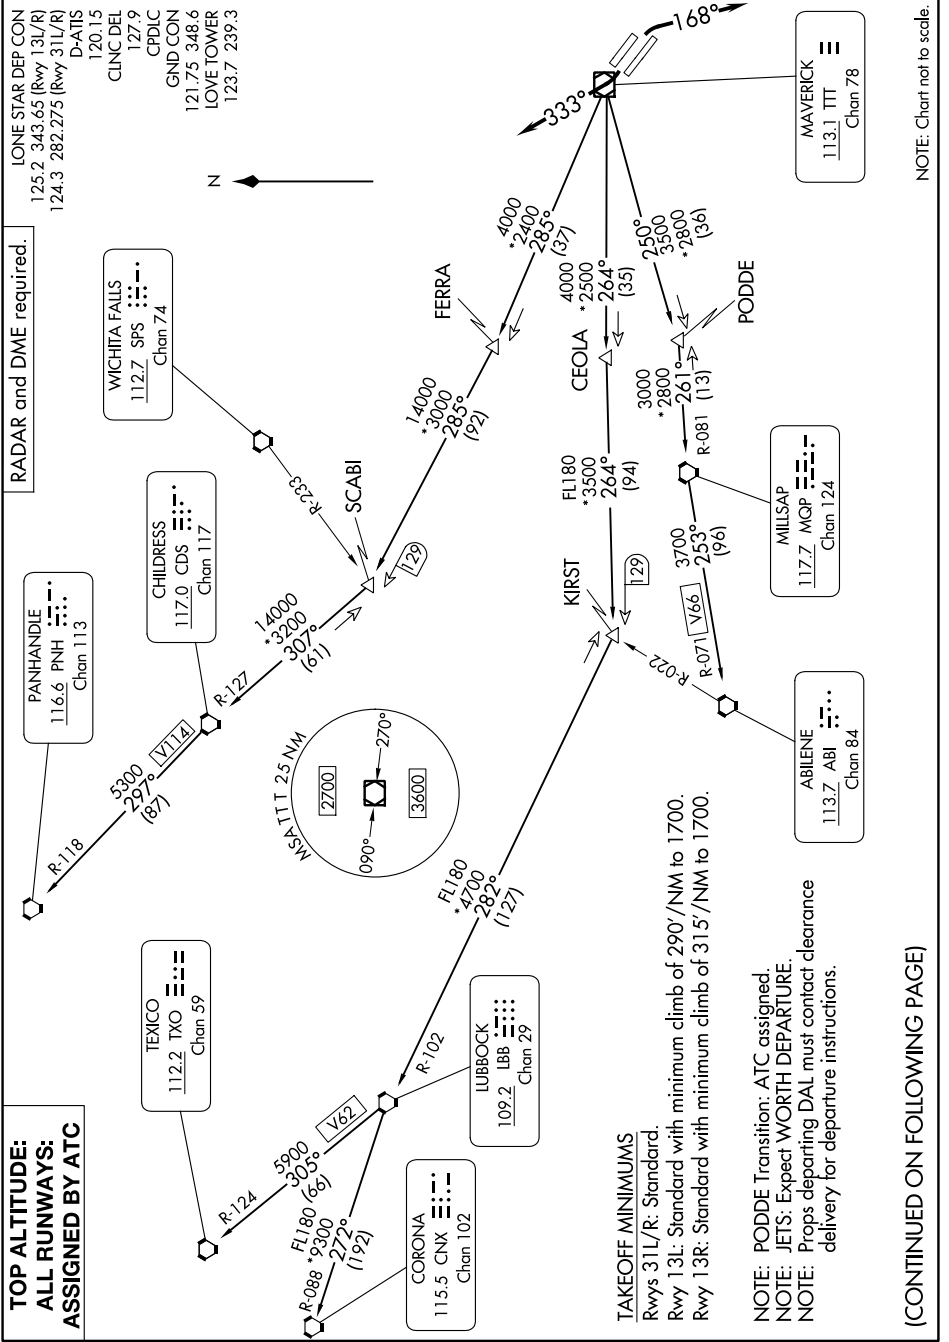 TOP ALTITUDE:
ALL RUNWAYS:
ASSIGNED BY ATC
RADAR and DME required.
LONE STAR DEP CON
125.2 343.65 (Rwy 13L/R)
124.3 282.275 (Rwy 31L/R)
D-ATIS
120.15
CLNC DEL
127.9
CPDLC
GND CON
121.75 348.6
LOVE TOWER
123.7 239.3
N
PANHANDLE
116.6 PNH
Chan 113
CHILDRESS
117.0 CDS
Chan 117
WICHITA FALLS
112.7 SPS
Chan 74
TEXICO
112.2 TXO
Chan 59
R-118
5300
297°
(87)
V114
R-127
14000
*3200
307°
(61)
R-233
SCABI
129
14000
*3000
285°
(92)
FERRA
4000
*2400
285°
(37)
333°
168°
MSA TTT 25 NM
2700
090°
270°
3600
R-124
5900
305°
(66)
V62
R-088
FL180
*9300
272°
(192)
CORONA
115.5 CNX
Chan 102
LUBBOCK
109.2 LBB
Chan 29
R-102
FL180
*4700
282°
(127)
KIRST
129
R-022
FL180
*3500
264°
(94)
CEOLA
4000
*2500
264°
(35)
250°
3500
*2800
(36)
PODDE
3000
*2800
261°
(13)
R-081
3700
253°
(96)
V66
R-071
MILLSAP
117.7 MQP
Chan 124
ABILENE
113.7 ABI
Chan 84
MAVERICK
113.1 TTT
Chan 78
TAKEOFF MINIMUMS
Rwys 31L/R: Standard.
Rwy 13L: Standard with minimum climb of 290'/NM to 1700.
Rwy 13R: Standard with minimum climb of 315'/NM to 1700.
NOTE: PODDE Transition: ATC assigned.
NOTE: JETS: Expect WORTH DEPARTURE.
NOTE: Props departing DAL must contact clearance
delivery for departure instructions.
(CONTINUED ON FOLLOWING PAGE)
NOTE: Chart not to scale.